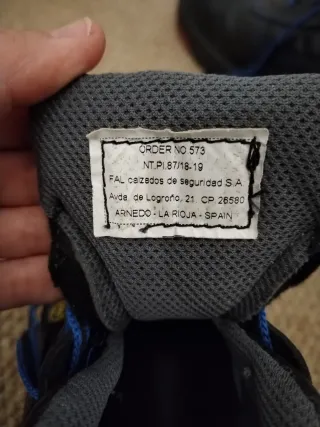 ORDER NO 573
NT.PI.87/18-19
FAL calzados de seguridad S.A
Avda. de Logroño, 21. CP 26580
ARNEDO - LA RIOJA - SPAIN